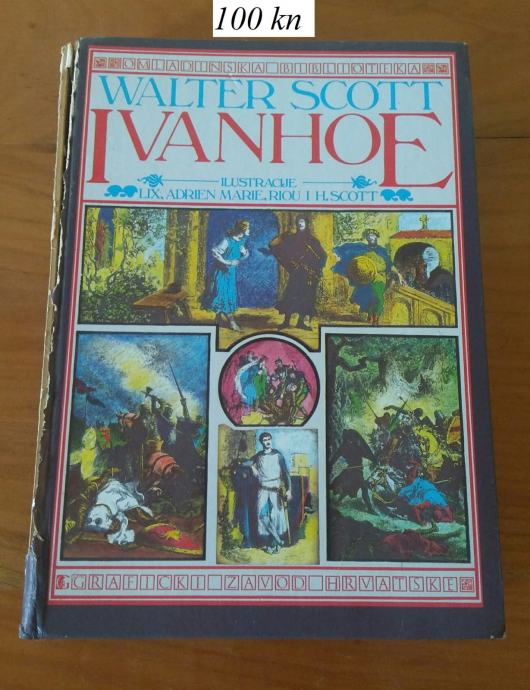 100 kn
OMLADINSKA BIBLIOTEKA
WALTER SCOTT
IVANHOE
ILUSTRACIJE
LIX, ADRIEN MARIE, RIOU I H. SCOTT
GRAFIČKI ZAVOD HRVATSKE